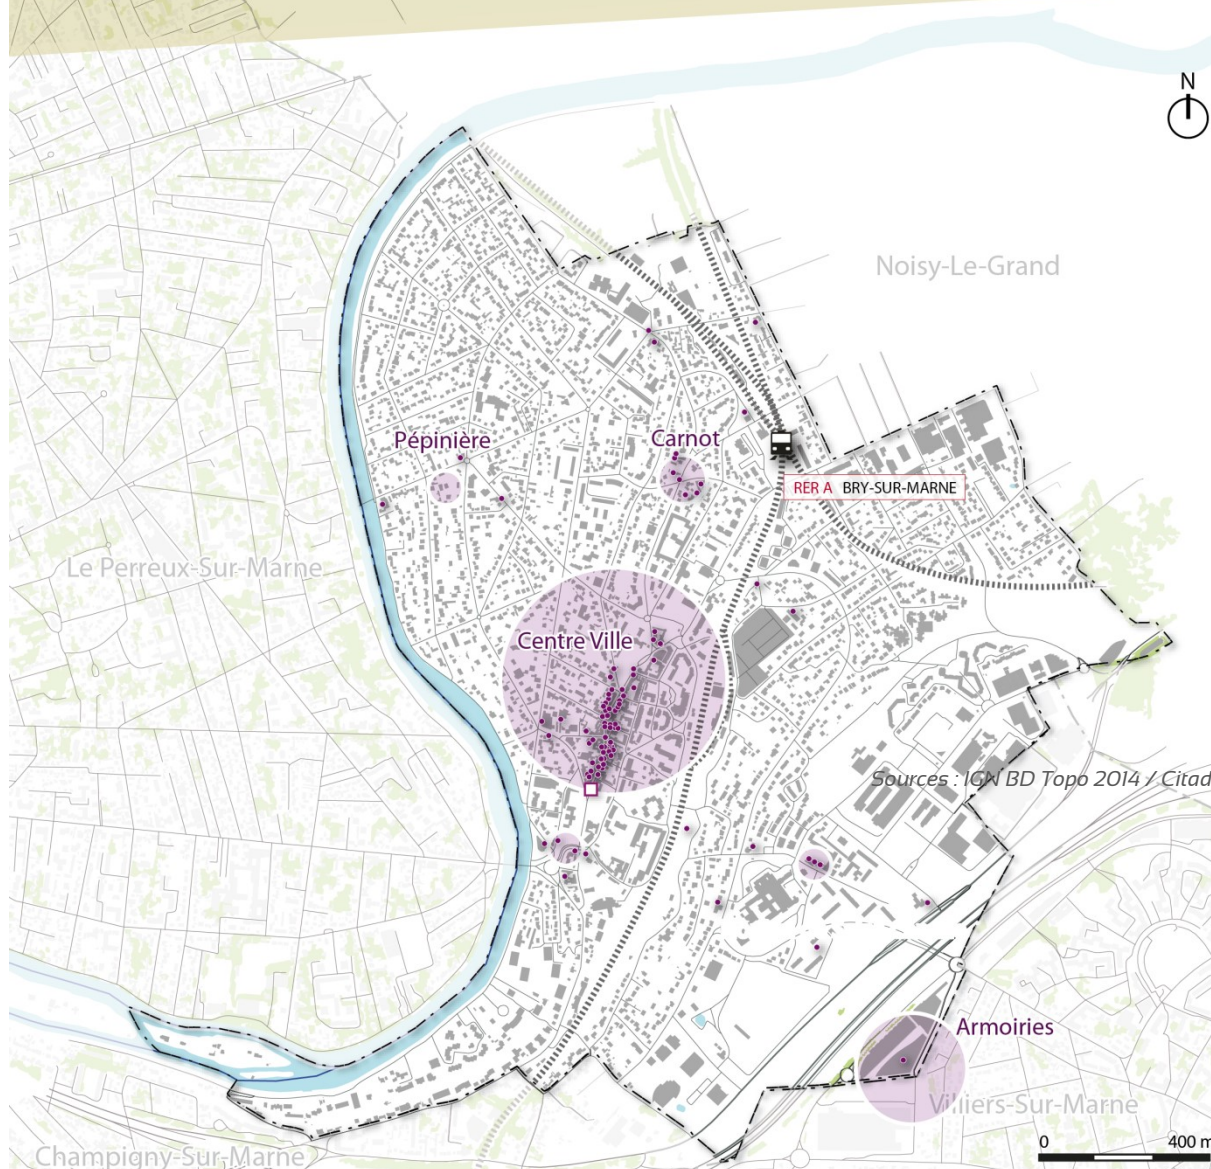 N
Noisy-Le-Grand
Pépinière
Carnot
RER A BRY-SUR-MARNE
Le Perreux-Sur-Marne
Centre Ville
Sources : IGN BD Topo 2014 / Citad
Armoiries
Villiers-Sur-Marne
0 400 m
Champigny-Sur-Marne